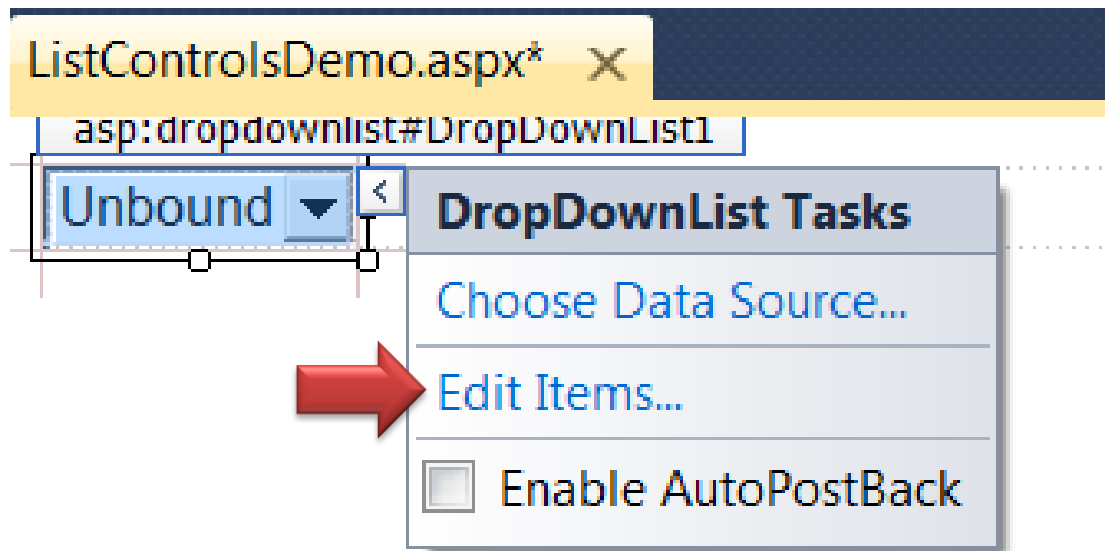 ListControlsDemo.aspx*
asp:dropdownlist#DropDownList1
Unbound
DropDownList Tasks
Choose Data Source...
Edit Items...
Enable AutoPostBack